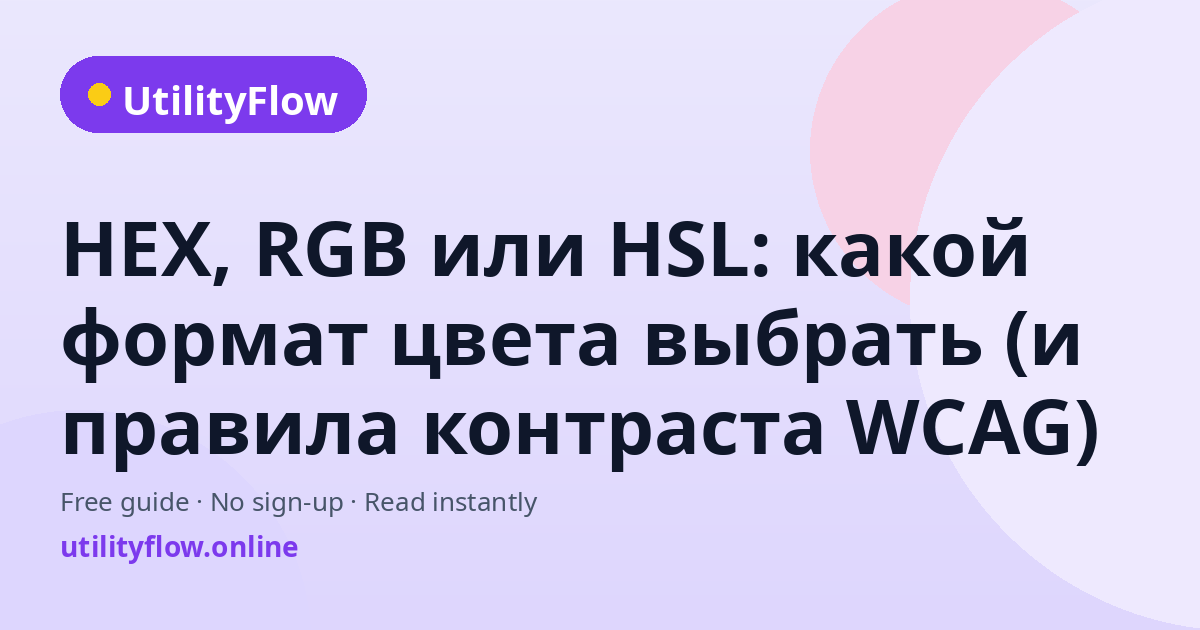 UtilityFlow
HEX, RGB или HSL: какой
формат цвета выбрать (и
правила контраста WCAG)
Free guide · No sign-up · Read instantly
utilityflow.online